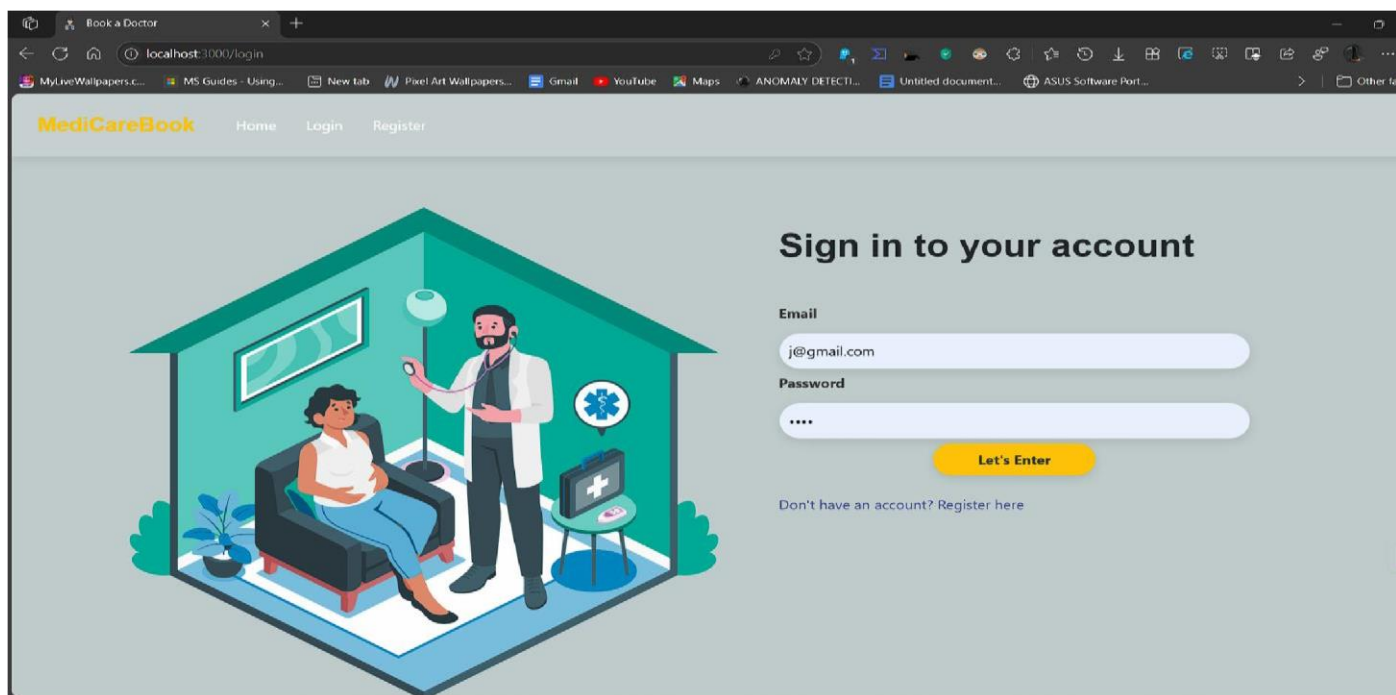 Book a Doctor
localhost:3000/login
MyLiveWallpapers.c... MS Guides - Using... New tab Pixel Art Wallpapers... Gmail YouTube Maps ANOMALY DETECTI... Untitled document... ASUS Software Port... Other fa
MediCareBook Home Login Register
Sign in to your account
Email
j@gmail.com
Password
••••
Let's Enter
Don't have an account? Register here